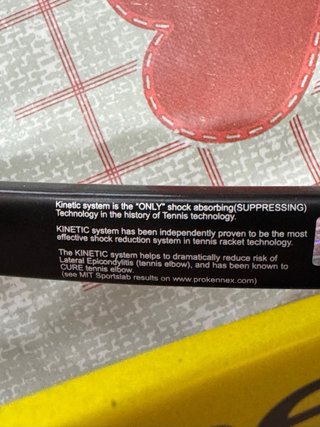 Kinetic system is the "ONLY" shock absorbing(SUPPRESSING)
Technology in the history of Tennis technology.
KINETIC system has been independently proven to be the most
effective shock reduction system in tennis racket technology.
The KINETIC system helps to dramatically reduce risk of
Lateral Epicondylitis (tennis elbow), and has been known to
CURE tennis elbow.
(see MIT Sportslab results on www.prokennex.com)